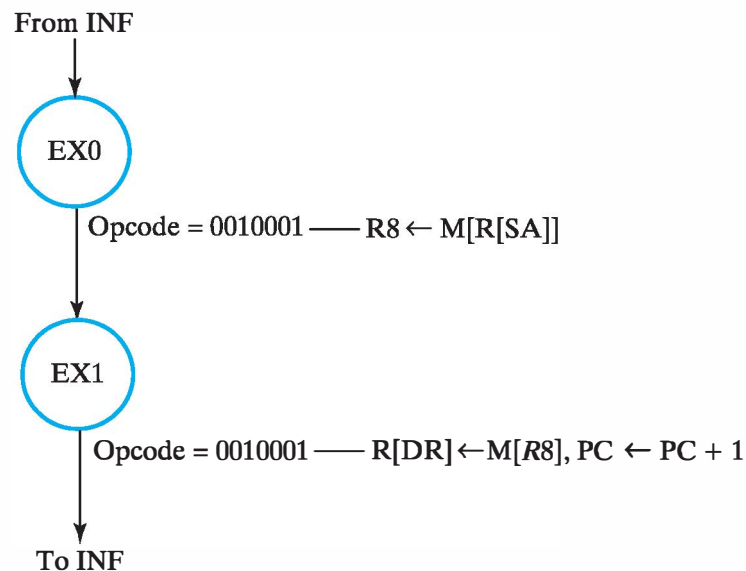 From INF
EX0
Opcode = 0010001 — R8 ← M[R[SA]]
EX1
Opcode = 0010001 — R[DR] ← M[R8], PC ← PC + 1
To INF